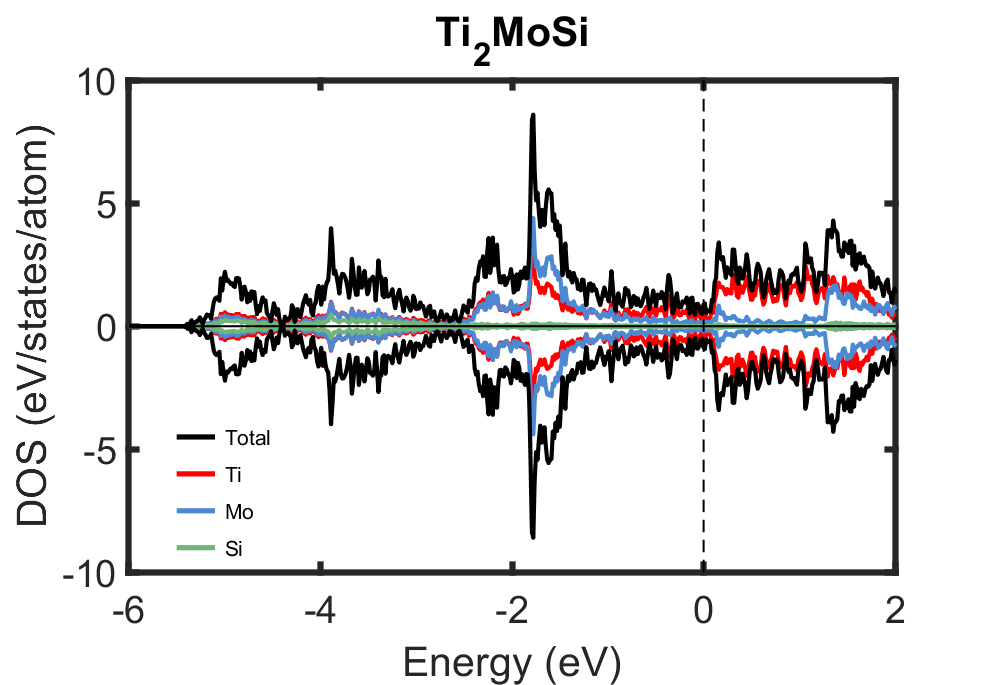 Ti2MoSi
10
5
0
-5
-10
DOS (eV/states/atom)
Total
Ti
Mo
Si
-6 -4 -2 0 2
Energy (eV)